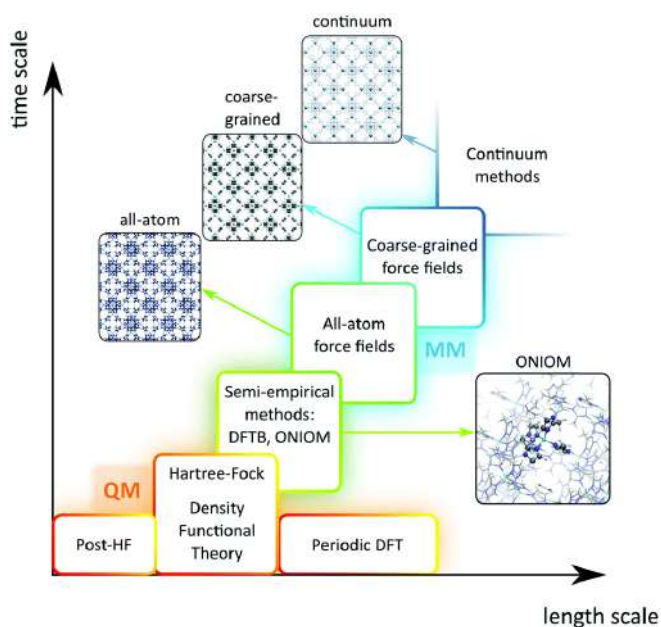 continuum
time scale
coarse-
grained
Continuum
methods
all-atom
Coarse-grained
force fields
All-atom
force fields
MM
ONIOM
Semi-empirical
methods:
DFTB, ONIOM
QM
Hartree-Fock
Density
Functional
Theory
Post-HF
Periodic DFT
length scale